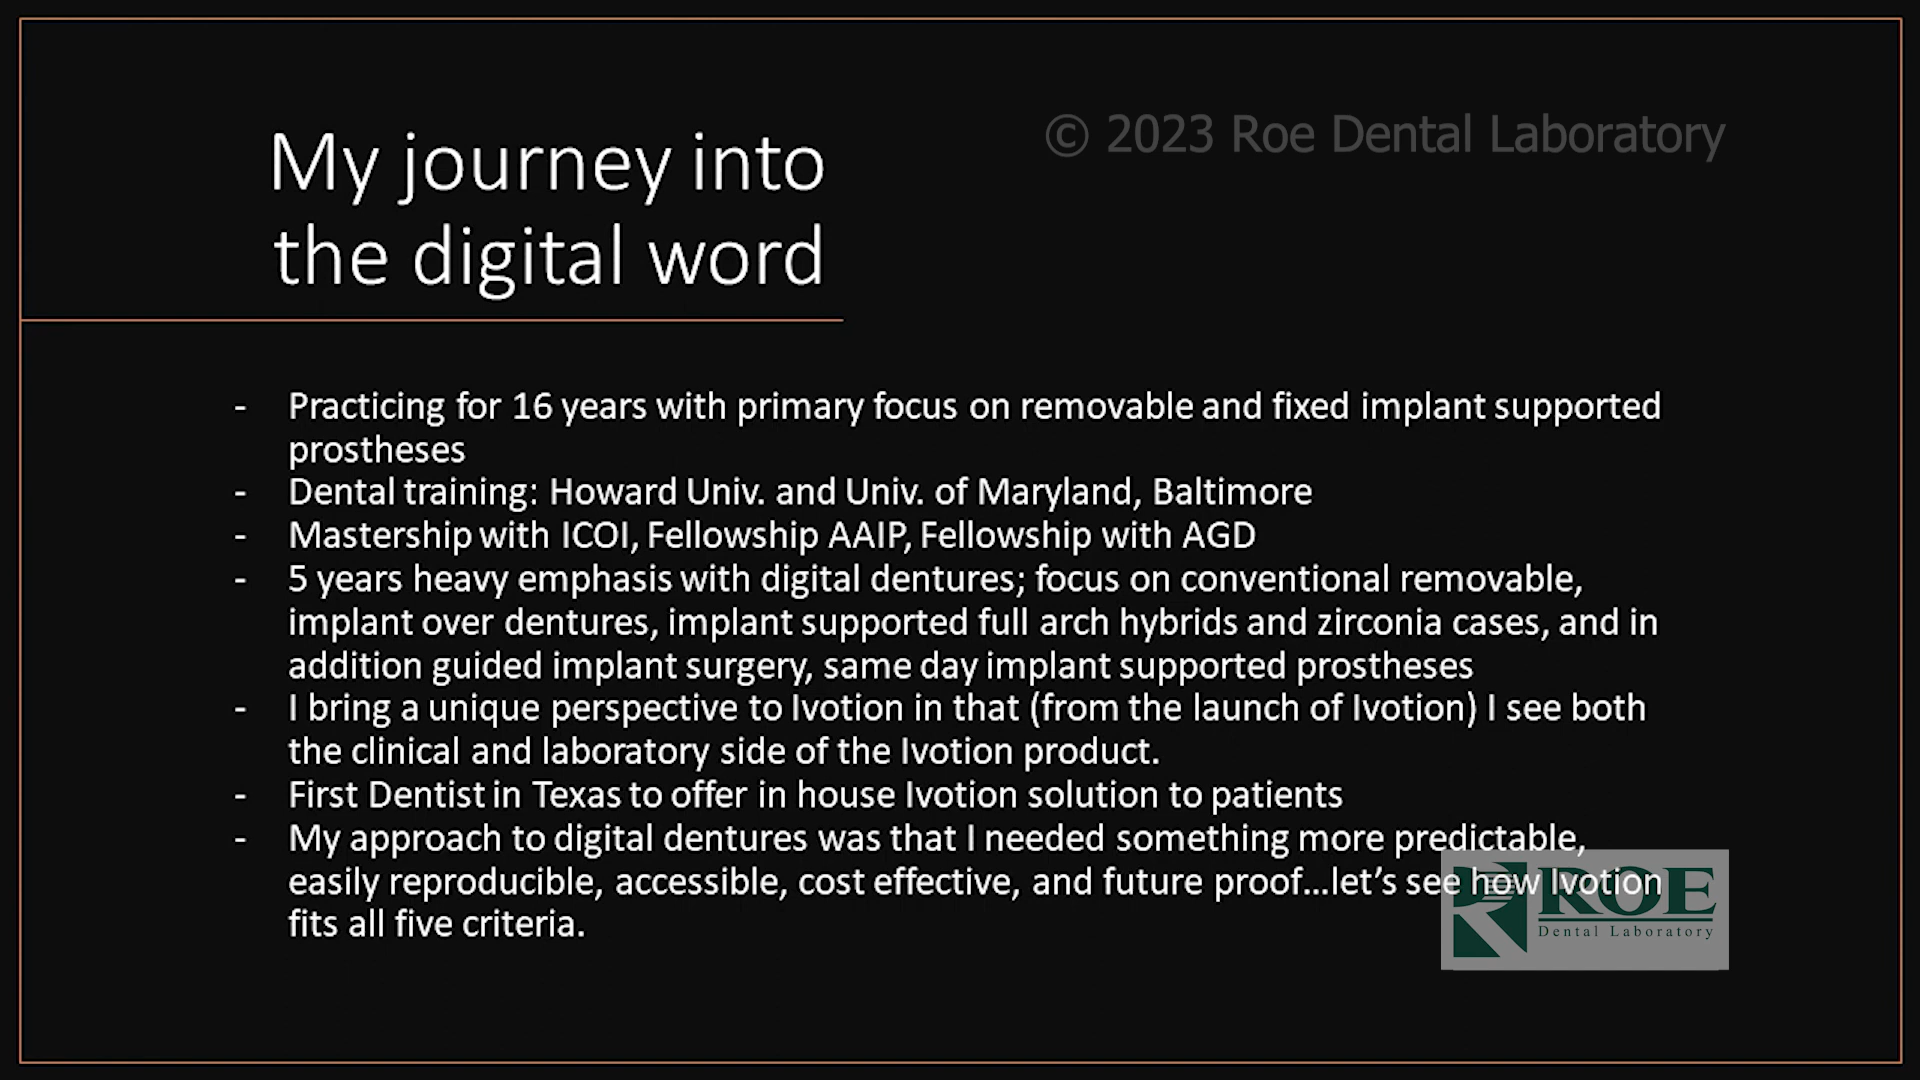 My journey into
the digital word
© 2023 Roe Dental Laboratory
- Practicing for 16 years with primary focus on removable and fixed implant supported
prostheses
- Dental training: Howard Univ. and Univ. of Maryland, Baltimore
- Mastership with ICOI, Fellowship AAIP, Fellowship with AGD
- 5 years heavy emphasis with digital dentures; focus on conventional removable,
implant over dentures, implant supported full arch hybrids and zirconia cases, and in
addition guided implant surgery, same day implant supported prostheses
- I bring a unique perspective to Ivotion in that (from the launch of Ivotion) I see both
the clinical and laboratory side of the Ivotion product.
- First Dentist in Texas to offer in house Ivotion solution to patients
- My approach to digital dentures was that I needed something more predictable,
easily reproducible, accessible, cost effective, and future proof...let's see how Ivotion
fits all five criteria.
ROE
Dental Laboratory